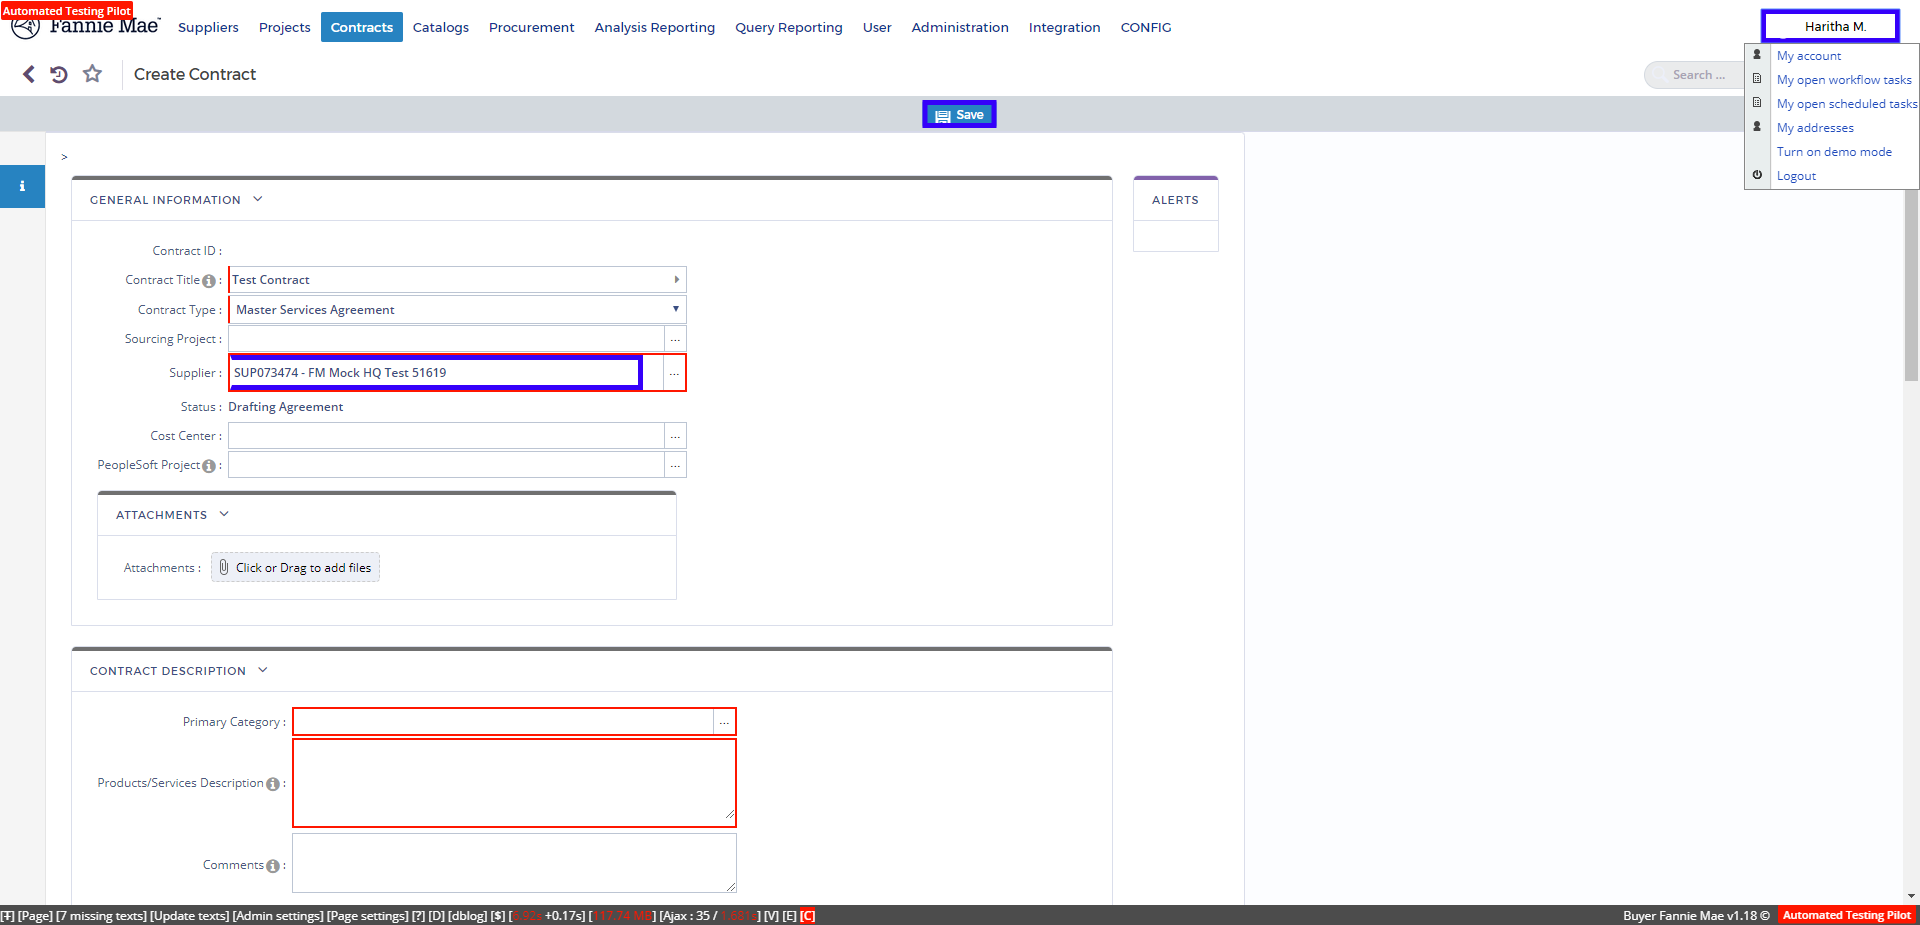 Automated Testing Pilot
Fannie Mae™
Suppliers Projects Contracts Catalogs Procurement Analysis Reporting Query Reporting User Administration Integration CONFIG
Haritha M.
My account
My open workflow tasks
My open scheduled tasks
My addresses
Turn on demo mode
Logout
Create Contract
Search ...
Save
>
i
GENERAL INFORMATION
ALERTS
Contract ID :
Contract Title i : Test Contract
Contract Type : Master Services Agreement
Sourcing Project : ...
Supplier : SUP073474 - FM Mock HQ Test 51619 ...
Status : Drafting Agreement
Cost Center : ...
PeopleSoft Project i : ...
ATTACHMENTS
Attachments : Click or Drag to add files
CONTRACT DESCRIPTION
Primary Category : ...
Products/Services Description i :
Comments i :
[T] [Page] [7 missing texts] [Update texts] [Admin settings] [Page settings] [?] [D] [dblog] [$] [ +0.17s] [117.74 MB] [Ajax : 35 / ] [V] [E] [C]
Buyer Fannie Mae v1.18 © Automated Testing Pilot